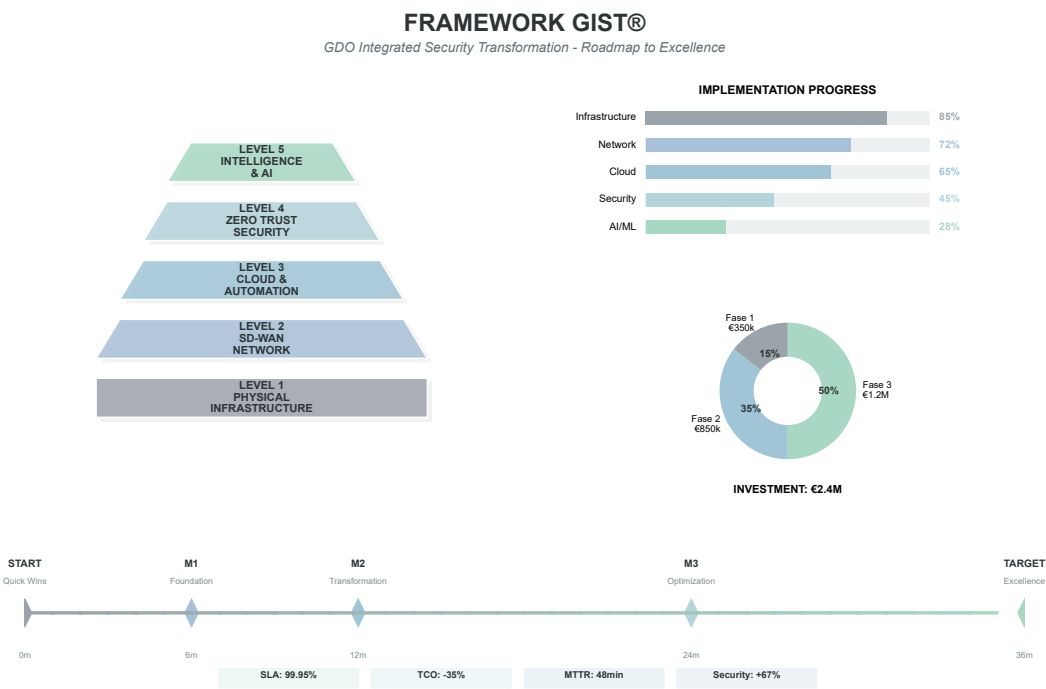 FRAMEWORK GIST®
GDO Integrated Security Transformation - Roadmap to Excellence
LEVEL 5
INTELLIGENCE
& AI
LEVEL 4
ZERO TRUST
SECURITY
LEVEL 3
CLOUD &
AUTOMATION
LEVEL 2
SD-WAN
NETWORK
LEVEL 1
PHYSICAL
INFRASTRUCTURE
IMPLEMENTATION PROGRESS
Infrastructure 85%
Network 72%
Cloud 65%
Security 45%
AI/ML 28%
Fase 1
€350k
15%
50%
Fase 3
€1.2M
35%
Fase 2
€850k
INVESTMENT: €2.4M
START M1 M2 M3 TARGET
Quick Wins Foundation Transformation Optimization Excellence
0m 6m 12m 24m 36m
SLA: 99.95% TCO: -35% MTTR: 48min Security: +67%